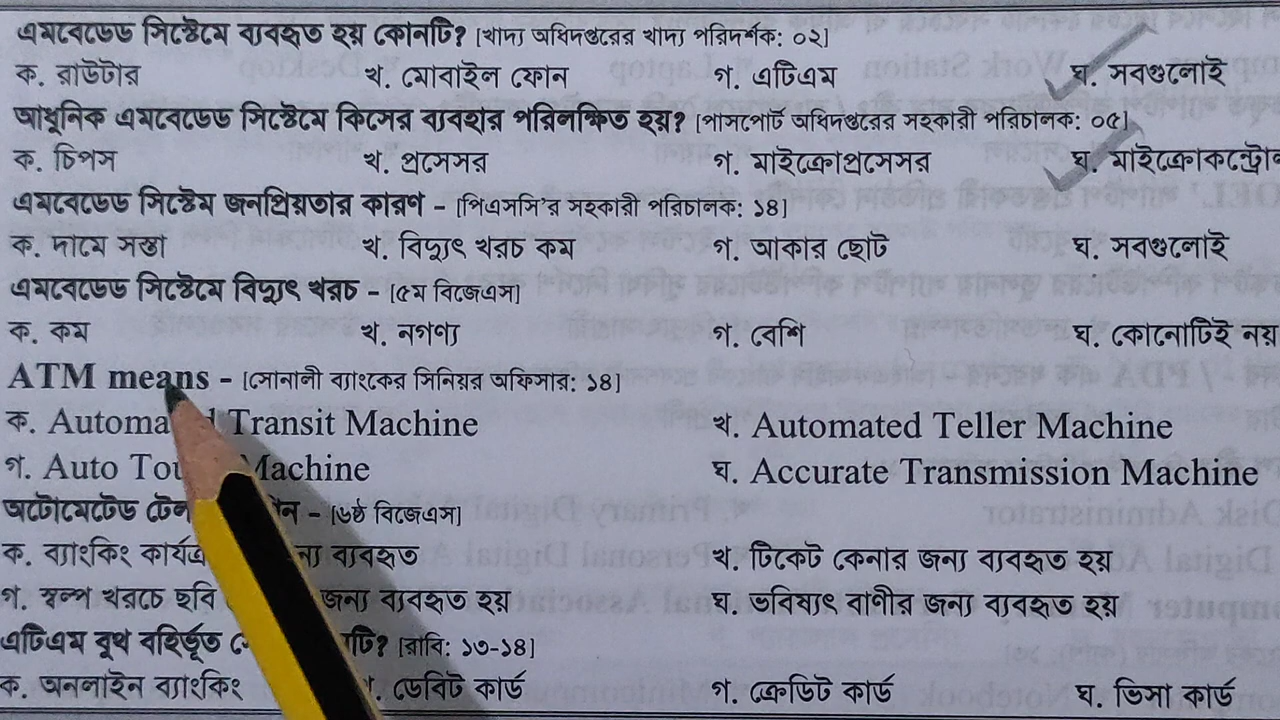 এমবেডেড সিস্টেমে ব্যবহৃত হয় কোনটি? [খাদ্য অধিদপ্তরের খাদ্য পরিদর্শক: ০২]
ক. রাউটার খ. মোবাইল ফোন গ. এটিএম ঘ. সবগুলোই
আধুনিক এমবেডেড সিস্টেমে কিসের ব্যবহার পরিলক্ষিত হয়? [পাসপোর্ট অধিদপ্তরের সহকারী পরিচালক: ০৫]
ক. চিপস খ. প্রসেসর গ. মাইক্রোপ্রসেসর ঘ. মাইক্রোকন্ট্রোল
এমবেডেড সিস্টেম জনপ্রিয়তার কারণ – [পিএসসি'র সহকারী পরিচালক: ১৪]
ক. দামে সস্তা খ. বিদ্যুৎ খরচ কম গ. আকার ছোট ঘ. সবগুলোই
এমবেডেড সিস্টেমে বিদ্যুৎ খরচ – [৫ম বিজেএস]
ক. কম খ. নগণ্য গ. বেশি ঘ. কোনোটিই নয়
ATM means – [সোনালী ব্যাংকের সিনিয়র অফিসার: ১৪]
ক. Transit Machine খ. Automated Teller Machine
গ. Auto Machine ঘ. Accurate Transmission Machine
অটোমেটেড – [৬ষ্ঠ বিজেএস]
ক. ব্যাংকিং ব্যবহৃত খ. টিকেট কেনার জন্য ব্যবহৃত হয়
গ. স্বল্প খরচে ছবি জন্য ব্যবহৃত হয় ঘ. ভবিষ্যৎ বাণীর জন্য ব্যবহৃত হয়
এটিএম বুথ বহির্ভূত [রাবি: ১৩-১৪]
ক. অনলাইন ব্যাংকিং ডেবিট কার্ড গ. ক্রেডিট কার্ড ঘ. ভিসা কার্ড